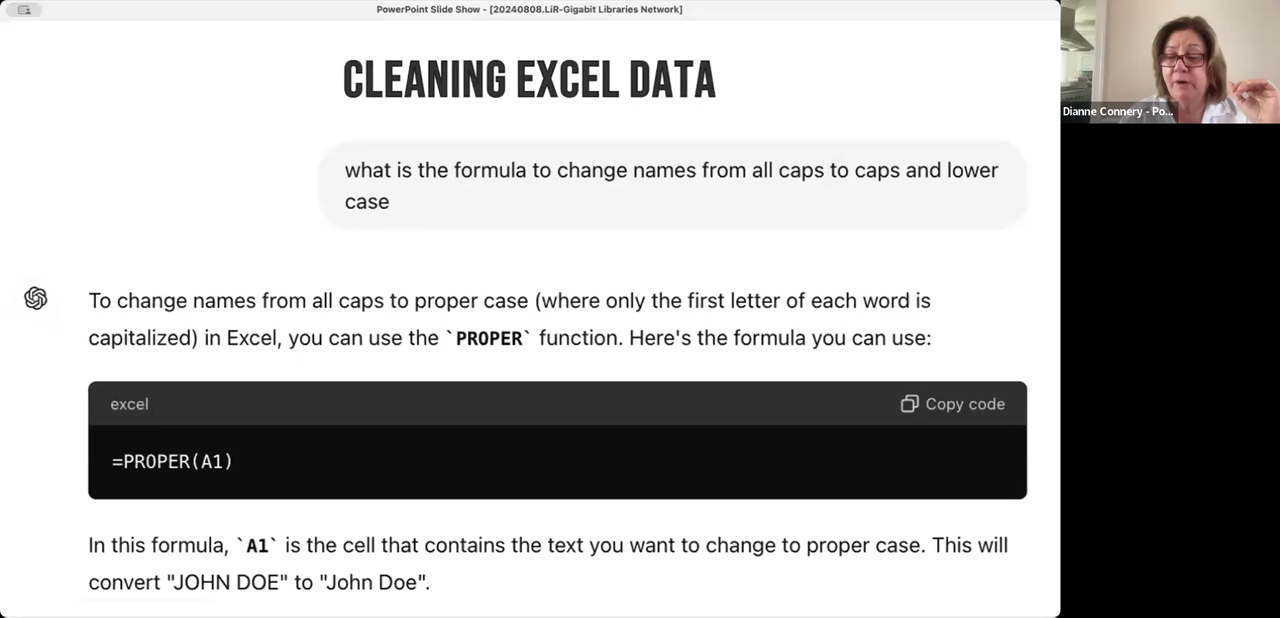 PowerPoint Slide Show - [20240808.LiR-Gigabit Libraries Network]
CLEANING EXCEL DATA
what is the formula to change names from all caps to caps and lower
case
To change names from all caps to proper case (where only the first letter of each word is
capitalized) in Excel, you can use the `PROPER` function. Here's the formula you can use:
excel
Copy code
=PROPER(A1)
In this formula, `A1` is the cell that contains the text you want to change to proper case. This will
convert "JOHN DOE" to "John Doe".
Dianne Connery - Po...